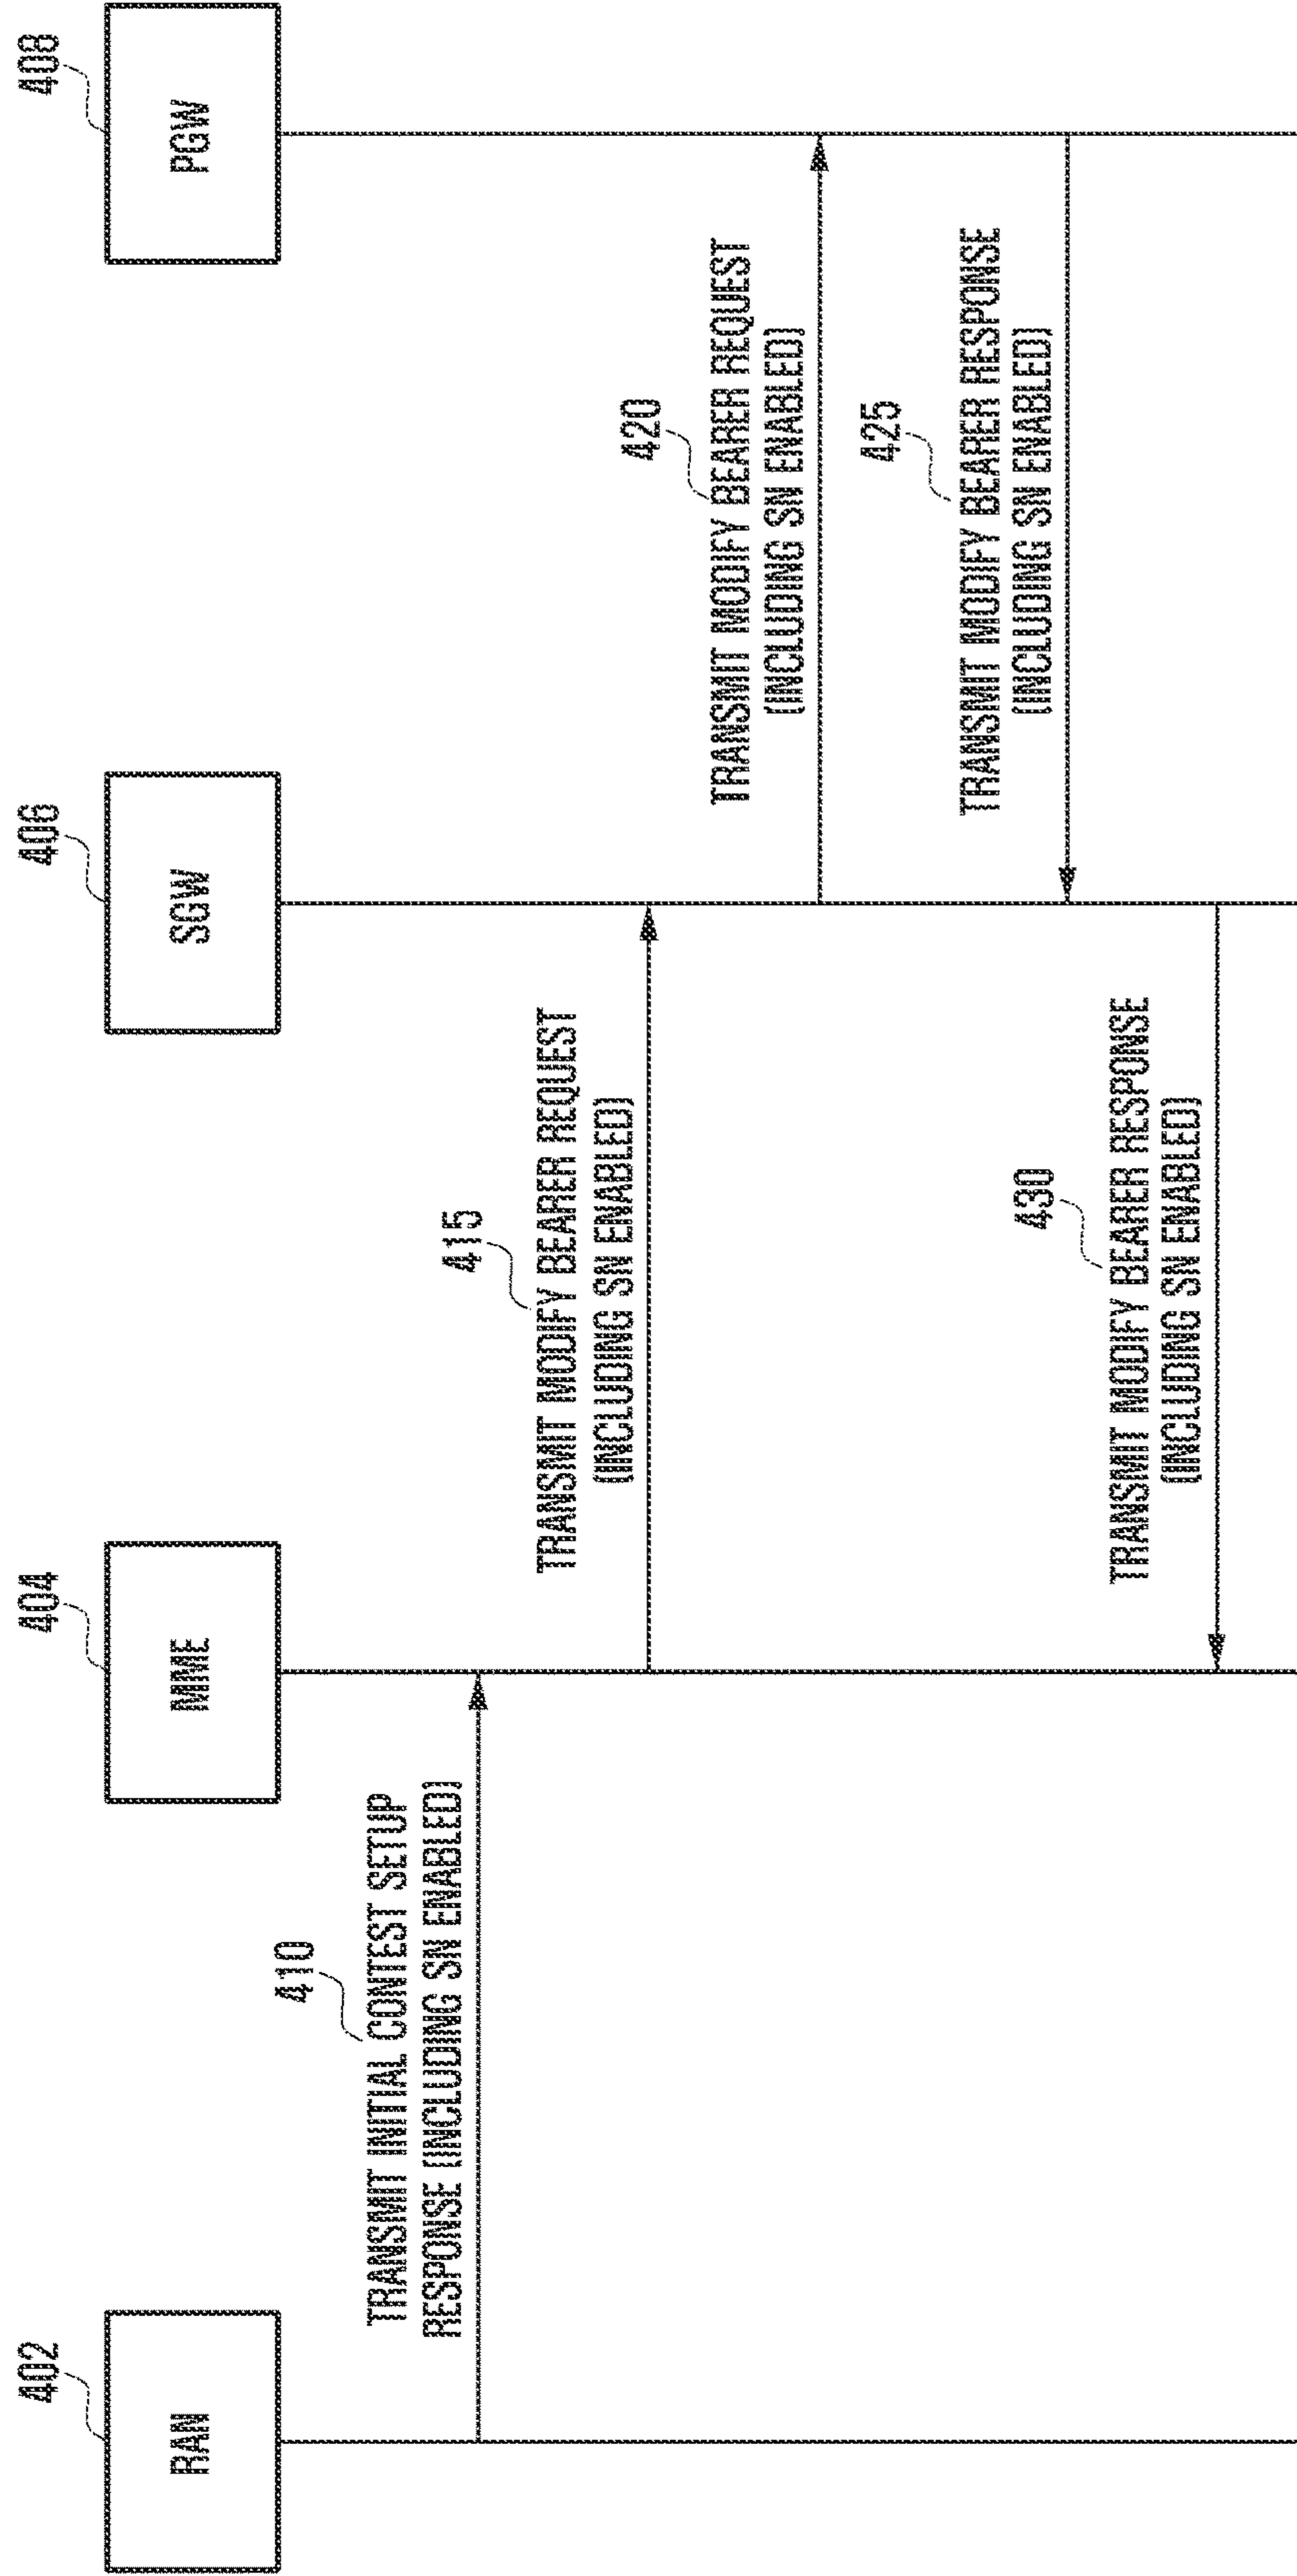 402
404
406
408
RAN
MME
SGW
PGW
410
TRANSMIT INITIAL CONTEST SETUP
RESPONSE (INCLUDING SN ENABLED)
415
TRANSMIT MODIFY BEARER REQUEST
(INCLUDING SN ENABLED)
420
TRANSMIT MODIFY BEARER REQUEST
(INCLUDING SN ENABLED)
425
TRANSMIT MODIFY BEARER RESPONSE
(INCLUDING SN ENABLED)
430
TRANSMIT MODIFY BEARER RESPONSE
(INCLUDING SN ENABLED)